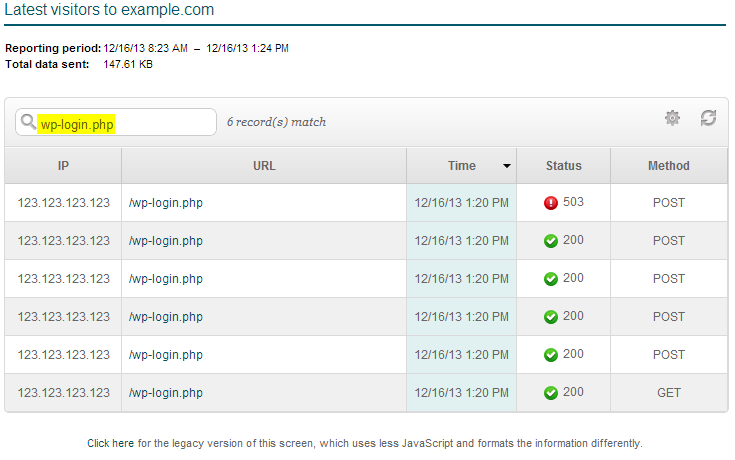 Latest visitors to example.com
Reporting period: 12/16/13 8:23 AM – 12/16/13 1:24 PM
Total data sent: 147.61 KB
wp-login.php 6 record(s) match
IP URL Time Status Method
123.123.123.123 /wp-login.php 12/16/13 1:20 PM 503 POST
123.123.123.123 /wp-login.php 12/16/13 1:20 PM 200 POST
123.123.123.123 /wp-login.php 12/16/13 1:20 PM 200 POST
123.123.123.123 /wp-login.php 12/16/13 1:20 PM 200 POST
123.123.123.123 /wp-login.php 12/16/13 1:20 PM 200 POST
123.123.123.123 /wp-login.php 12/16/13 1:20 PM 200 GET
Click here for the legacy version of this screen, which uses less JavaScript and formats the information differently.